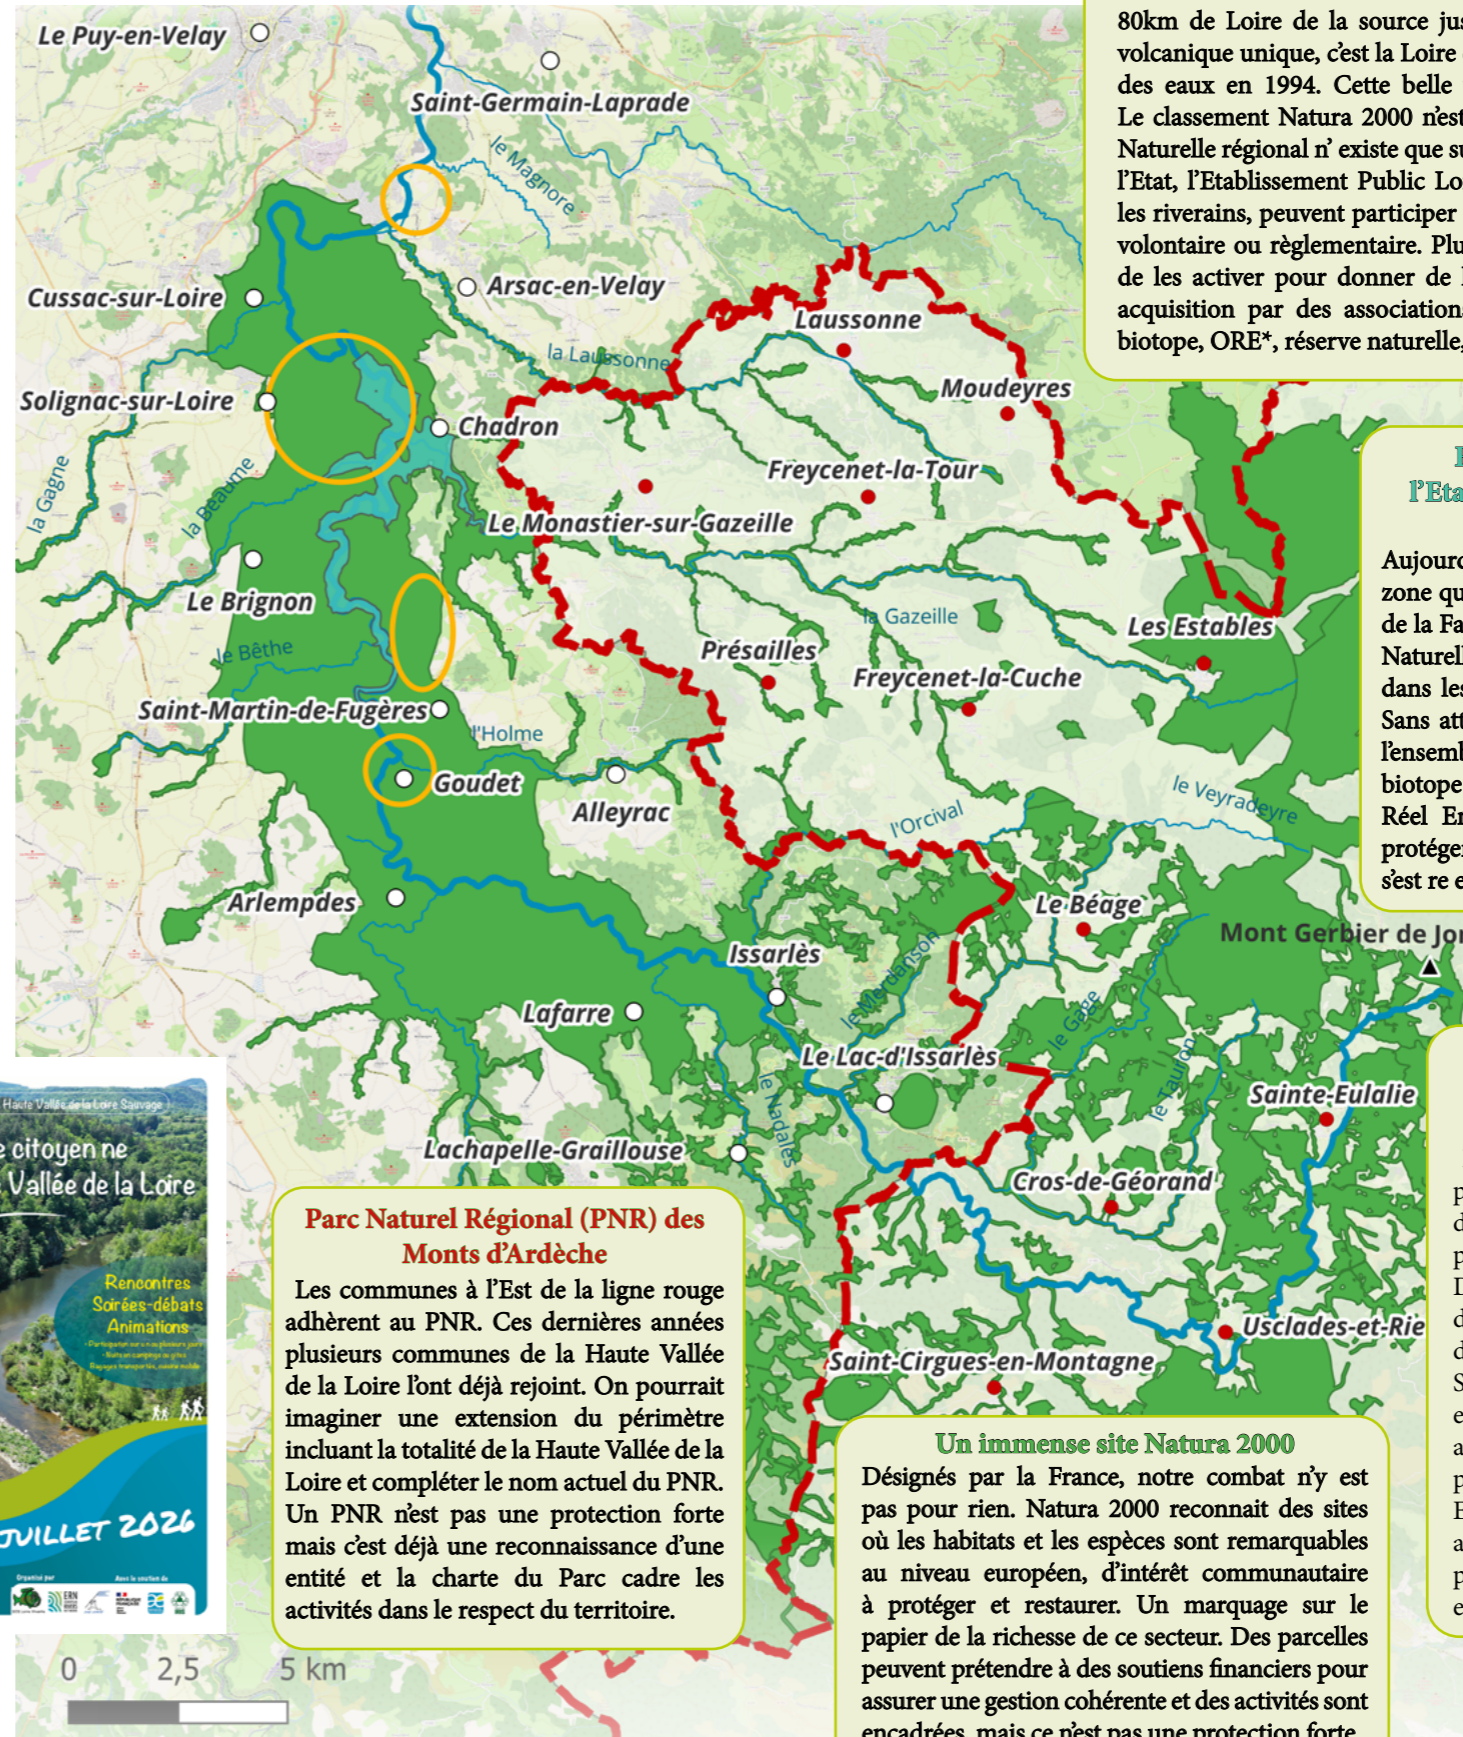 80km de Loire de la source
volcanique unique, c'est la Loire
des eaux en 1994. Cette belle
Le classement Natura 2000 n'est
Naturelle régional n' existe que
l'Etat, l'Etablissement Public
les riverains, peuvent participer
volontaire ou règlementaire.
de les activer pour donner de
acquisition par des
biotope, ORE*, réserve naturelle,
Le Puy-en-Velay
Saint-Germain-Laprade
le Magnore
Cussac-sur-Loire
Arsac-en-Velay
Laussonne
la Laussonne
Moudeyres
Solignac-sur-Loire
Chadron
Freycenet-la-Tour
la Gagne
la Beaume
Le Monastier-sur-Gazeille
Le Brignon
la Gazeille
Les Estables
le Bêthe
Présailles
Freycenet-la-Cuche
Saint-Martin-de-Fugères
l'Holme
Goudet
Alleyrac
l'Orcival
le Veyradeyre
zone
de la
dans les
Sans
biotope
Réel
Arlempdes
Le Béage
Mont Gerbier de
Issarlès
le Merdanson
Lafarre
le Gage
Le Lac-d'Issarlès
le Tauron
Sainte-Eulalie
le Nadales
Lachapelle-Graillouse
Cros-de-Géorand
Usclades-et-Rie
Saint-Cirgues-en-Montagne
Haute Vallée de la Loire Sauvage
citoyen ne
Vallée de la Loire
Rencontres
Soirées-débats
Animations
JUILLET 2026
Organisé par
Avec le soutien de
ERN
Parc Naturel Régional (PNR) des
Monts d'Ardèche
Les communes à l'Est de la ligne rouge
adhèrent au PNR. Ces dernières années
plusieurs communes de la Haute Vallée
de la Loire l'ont déjà rejoint. On pourrait
imaginer une extension du périmètre
incluant la totalité de la Haute Vallée de la
Loire et compléter le nom actuel du PNR.
Un PNR n'est pas une protection forte
mais c'est déjà une reconnaissance d'une
entité et la charte du Parc cadre les
activités dans le respect du territoire.
Un immense site Natura 2000
Désignés par la France, notre combat n'y est
pas pour rien. Natura 2000 reconnait des sites
où les habitats et les espèces sont remarquables
au niveau européen, d'intérêt communautaire
à protéger et restaurer. Un marquage sur le
papier de la richesse de ce secteur. Des parcelles
peuvent prétendre à des soutiens financiers pour
assurer une gestion cohérente et des activités sont
encadrées, mais ce n'est pas une protection forte
0 2,5 5 km